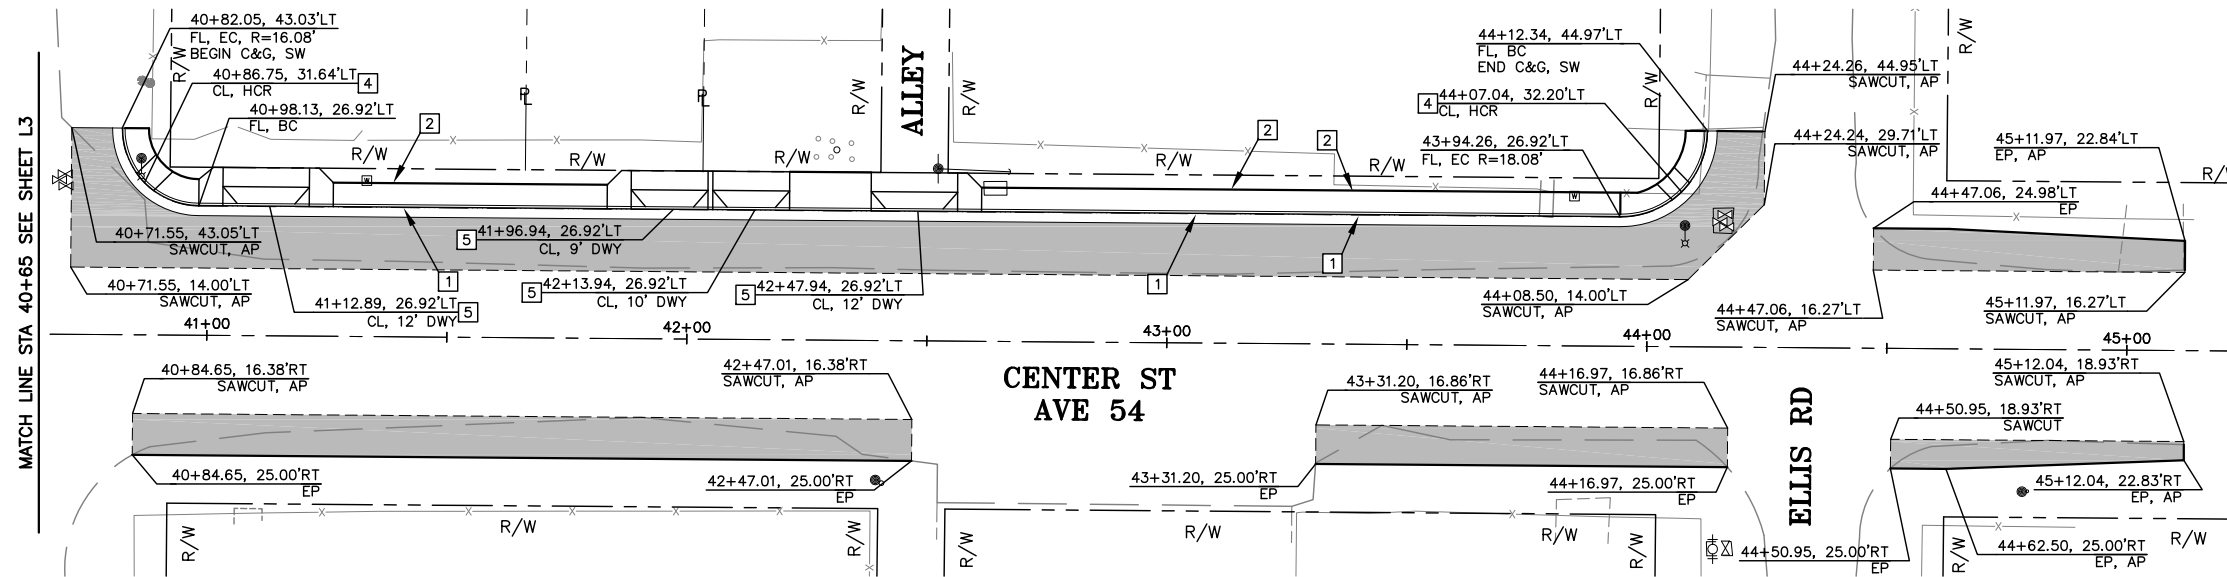 MATCH LINE STA 40+65 SEE SHEET L3
40+82.05, 43.03'LT
FL, EC, R=16.08'
BEGIN C&G, SW
R/W
40+86.75, 31.64'LT
CL, HCR
4
40+98.13, 26.92'LT
FL, BC
2
R/W
PL
R/W
PL
R/W
R/W
ALLEY
R/W
2
2
R/W
R/W
44+12.34, 44.97'LT
FL, BC
END C&G, SW
4
44+07.04, 32.20'LT
CL, HCR
43+94.26, 26.92'LT
FL, EC R=18.08'
R/W
44+24.26, 44.95'LT
SAWCUT, AP
44+24.24, 29.71'LT
SAWCUT, AP
R/W
45+11.97, 22.84'LT
EP, AP
R/W
44+47.06, 24.98'LT
EP
W
W
40+71.55, 43.05'LT
SAWCUT, AP
40+71.55, 14.00'LT
SAWCUT, AP
41+12.89, 26.92'LT
CL, 12' DWY
5
1
5
41+96.94, 26.92'LT
CL, 9' DWY
5
42+13.94, 26.92'LT
CL, 10' DWY
5
42+47.94, 26.92'LT
CL, 12' DWY
1
1
44+08.50, 14.00'LT
SAWCUT, AP
44+47.06, 16.27'LT
SAWCUT, AP
45+11.97, 16.27'LT
SAWCUT, AP
41+00
42+00
43+00
44+00
45+00
CENTER ST
AVE 54
ELLIS RD
40+84.65, 16.38'RT
SAWCUT, AP
42+47.01, 16.38'RT
SAWCUT, AP
43+31.20, 16.86'RT
SAWCUT, AP
44+16.97, 16.86'RT
SAWCUT, AP
45+12.04, 18.93'RT
SAWCUT, AP
44+50.95, 18.93'RT
SAWCUT
40+84.65, 25.00'RT
EP
42+47.01, 25.00'RT
EP
43+31.20, 25.00'RT
EP
44+16.97, 25.00'RT
EP
45+12.04, 22.83'RT
EP, AP
44+50.95, 25.00'RT
EP
44+62.50, 25.00'RT
EP, AP
R/W
R/W
R/W
R/W
R/W
R/W
R/W
R/W